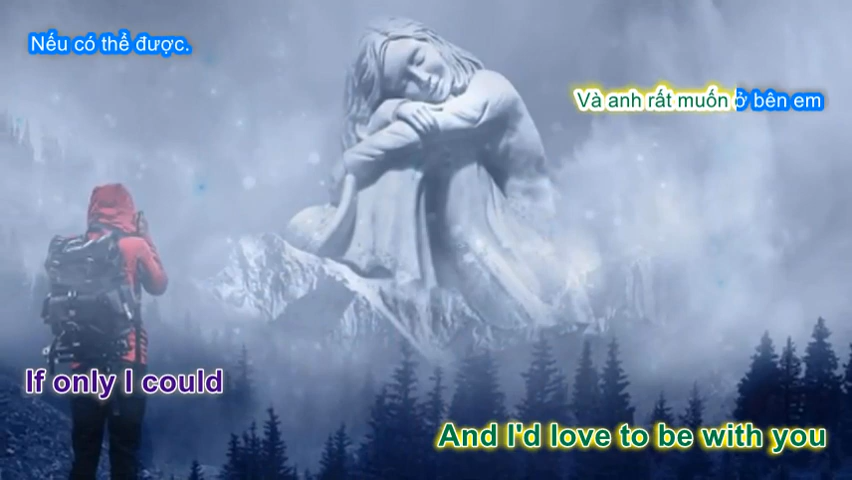 Nếu có thể được.
Và anh rất muốn ở bên em
If only I could
And I'd love to be with you